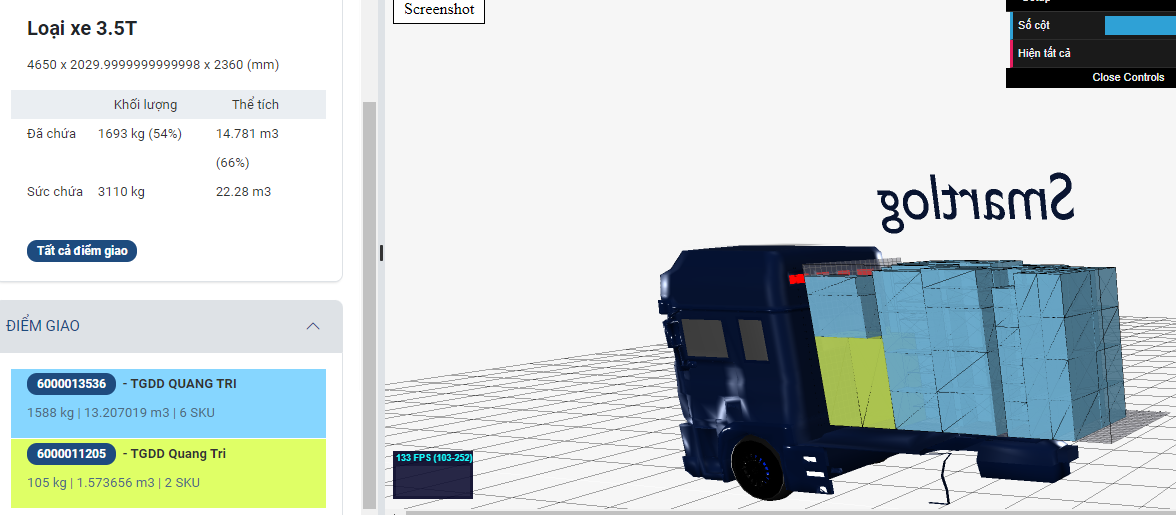 Loại xe 3.5T
4650 x 2029.9999999999998 x 2360 (mm)
Khối lượng Thể tích
Đã chứa 1693 kg (54%) 14.781 m3
(66%)
Sức chứa 3110 kg 22.28 m3
Tất cả điểm giao
ĐIỂM GIAO
6000013536 - TGDD QUANG TRI
1588 kg | 13.207019 m3 | 6 SKU
6000011205 - TGDD Quang Tri
105 kg | 1.573656 m3 | 2 SKU
Screenshot
Số cột
Hiện tất cả
Close Controls
Smartlog
133 FPS (103-252)